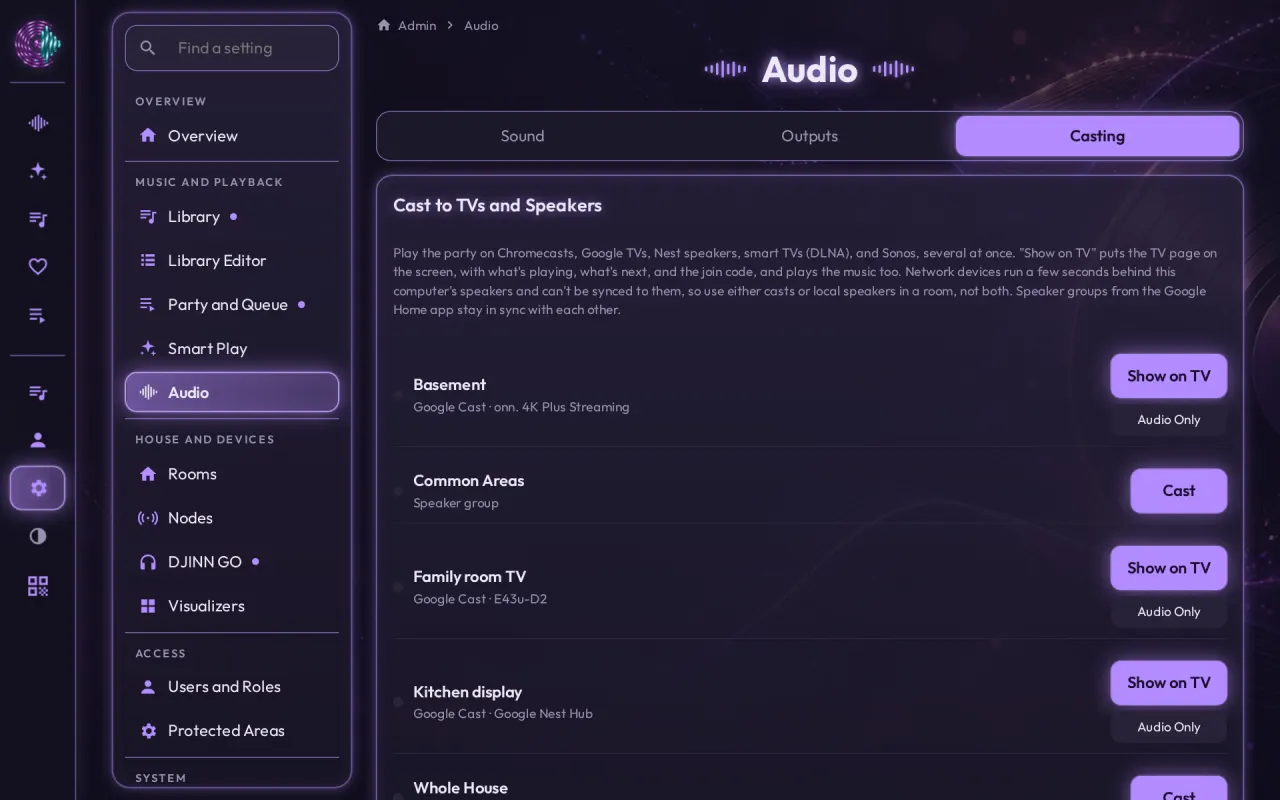 Find a setting
OVERVIEW
Overview
MUSIC AND PLAYBACK
Library
Library Editor
Party and Queue
Smart Play
Audio
HOUSE AND DEVICES
Rooms
Nodes
DJINN GO
Visualizers
ACCESS
Users and Roles
Protected Areas
SYSTEM
Admin > Audio
Audio
Sound Outputs Casting
Cast to TVs and Speakers
Play the party on Chromecasts, Google TVs, Nest speakers, smart TVs (DLNA), and Sonos, several at once. "Show on TV" puts the TV page on
the screen, with what's playing, what's next, and the join code, and plays the music too. Network devices run a few seconds behind this
computer's speakers and can't be synced to them, so use either casts or local speakers in a room, not both. Speaker groups from the Google
Home app stay in sync with each other.
Basement
Google Cast · onn. 4K Plus Streaming
Show on TV
Audio Only
Common Areas
Speaker group
Cast
Family room TV
Google Cast · E43u-D2
Show on TV
Audio Only
Kitchen display
Google Cast · Google Nest Hub
Show on TV
Audio Only
Whole House
Cast